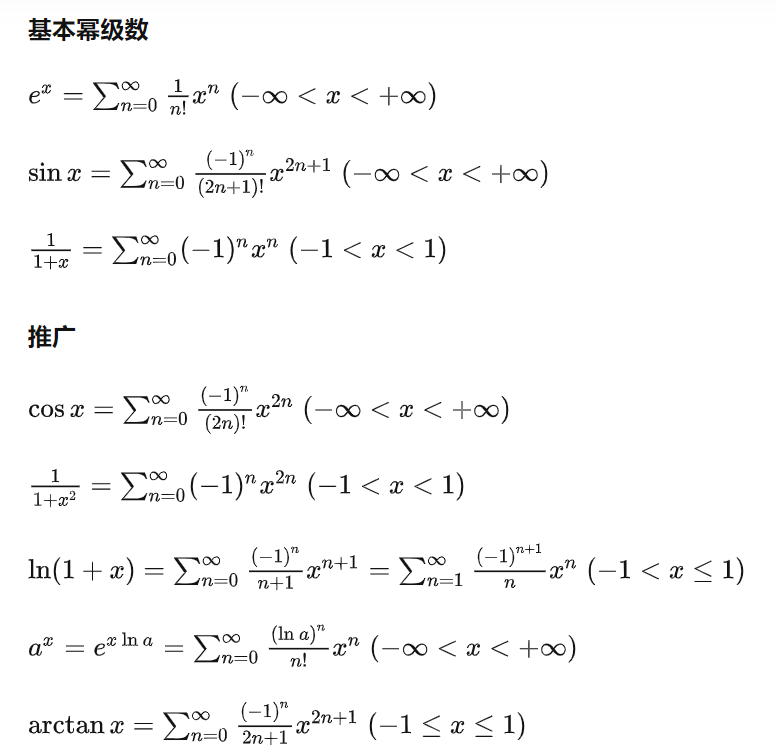 基本幂级数
$e^x = \sum_{n=0}^{\infty} \frac{1}{n!}x^n \ (-\infty < x < +\infty)$
$\sin x = \sum_{n=0}^{\infty} \frac{(-1)^n}{(2n+1)!}x^{2n+1} \ (-\infty < x < +\infty)$
$\frac{1}{1+x} = \sum_{n=0}^{\infty} (-1)^n x^n \ (-1 < x < 1)$
推广
$\cos x = \sum_{n=0}^{\infty} \frac{(-1)^n}{(2n)!}x^{2n} \ (-\infty < x < +\infty)$
$\frac{1}{1+x^2} = \sum_{n=0}^{\infty} (-1)^n x^{2n} \ (-1 < x < 1)$
$\ln(1+x) = \sum_{n=0}^{\infty} \frac{(-1)^n}{n+1}x^{n+1} = \sum_{n=1}^{\infty} \frac{(-1)^{n+1}}{n}x^n \ (-1 < x \leq 1)$
$a^x = e^{x \ln a} = \sum_{n=0}^{\infty} \frac{(\ln a)^n}{n!}x^n \ (-\infty < x < +\infty)$
$\arctan x = \sum_{n=0}^{\infty} \frac{(-1)^n}{2n+1}x^{2n+1} \ (-1 \leq x \leq 1)$